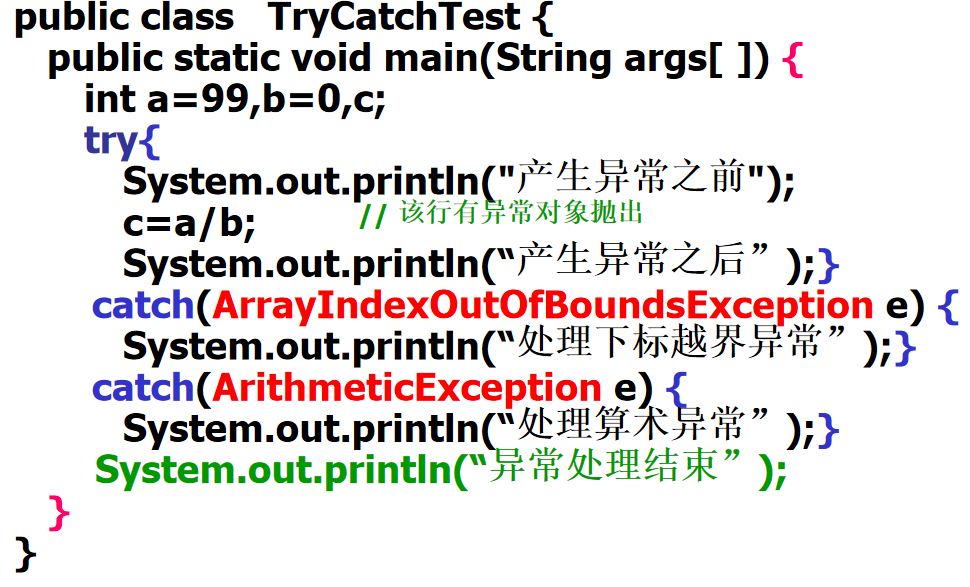 public class   TryCatchTest {
public static void main(String args[ ]) {
int a=99,b=0,c;
try{
System.out.println("产生异常之前");
c=a/b;          // 该行有异常对象抛出
System.out.println(“产生异常之后”);}
catch(ArrayIndexOutOfBoundsException e) {
System.out.println(“处理下标越界异常”);}
catch(ArithmeticException e) {
System.out.println(“处理算术异常”);}
System.out.println(“异常处理结束”);
}
}